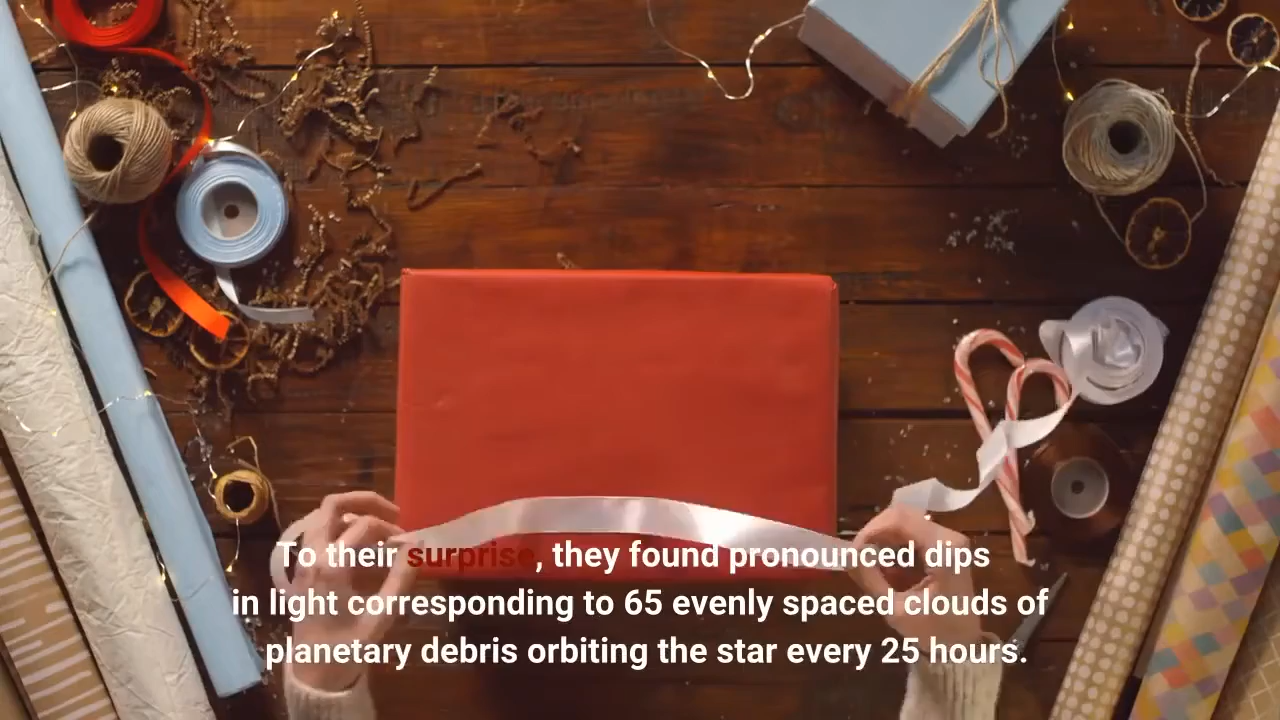 To their surprise, they found pronounced dips
in light corresponding to 65 evenly spaced clouds of
planetary debris orbiting the star every 25 hours.